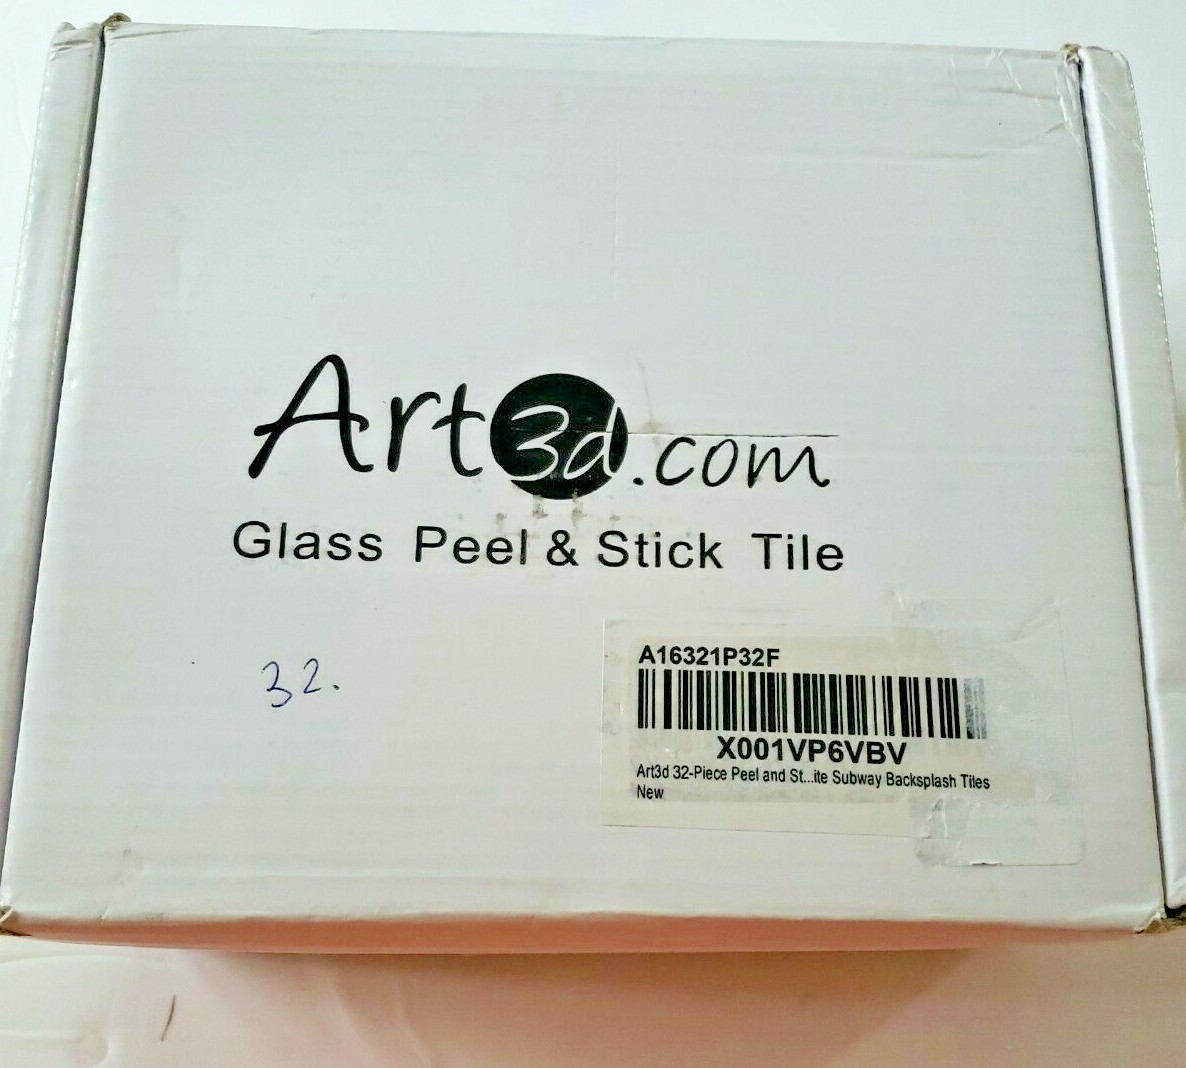 Art3d.com
Glass Peel & Stick Tile
32.
A16321P32F
X001VP6VBV
Art3d 32-Piece Peel and St...ite Subway Backsplash Tiles
New